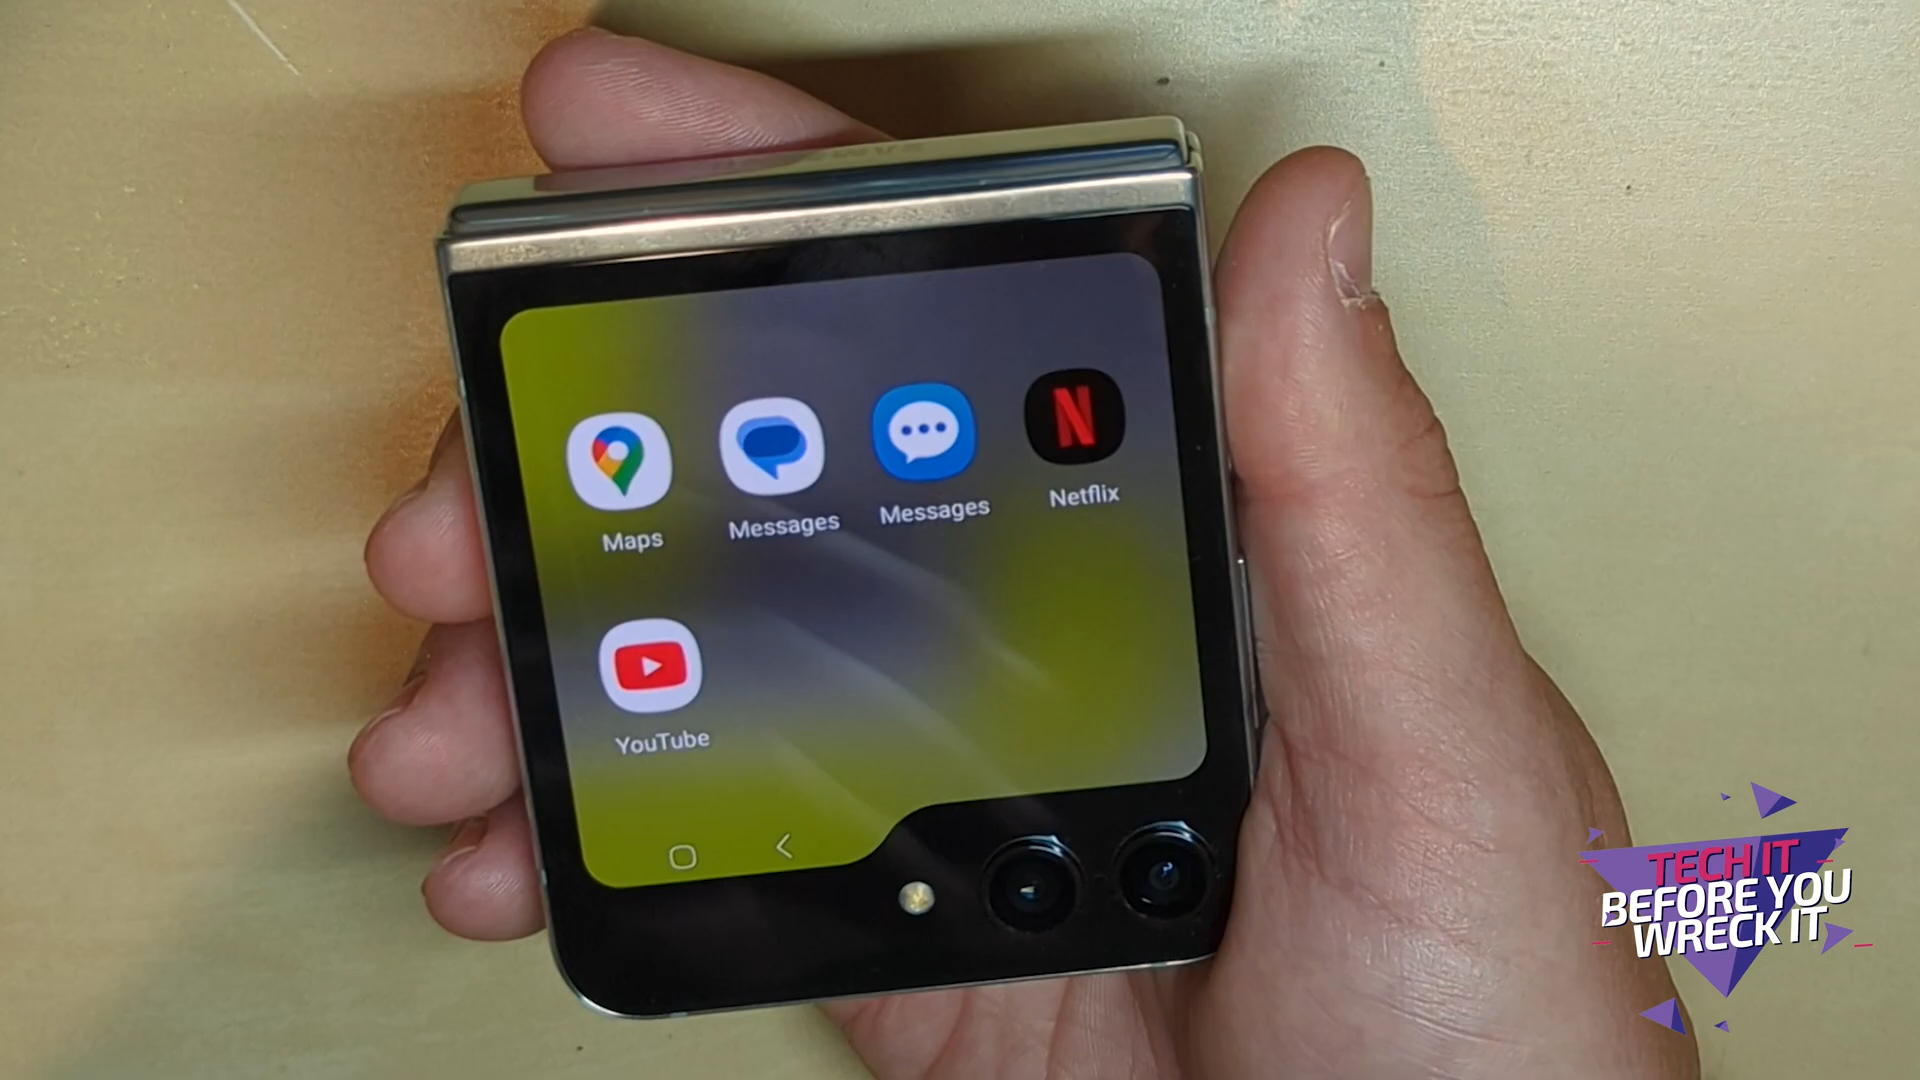 Maps
Messages
Messages
Netflix
YouTube
TECH IT
BEFORE YOU
WRECK IT